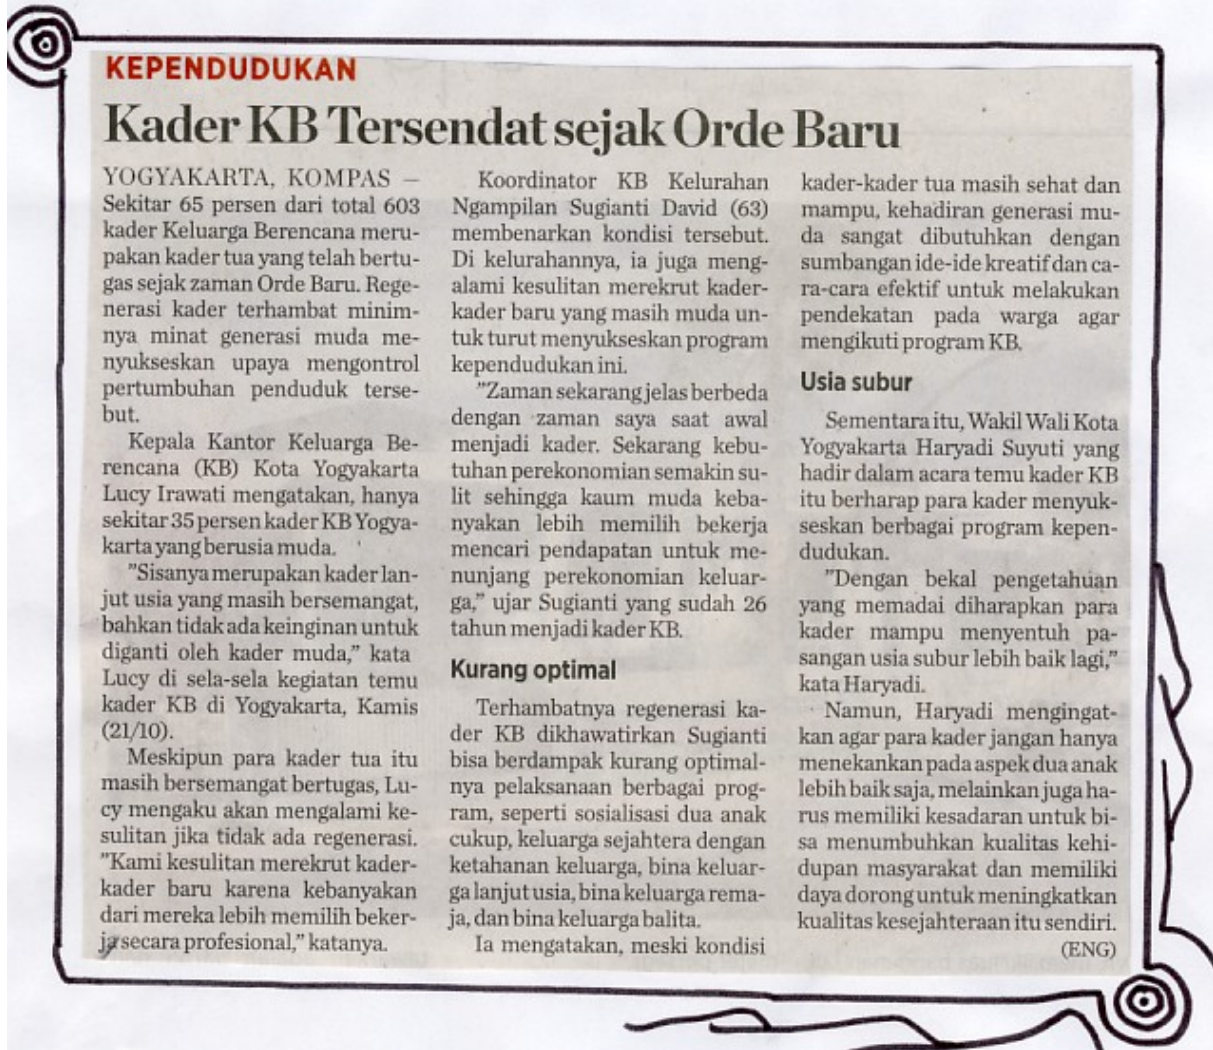 KEPENDUDUKAN
Kader KB Tersendat sejak Orde Baru
YOGYAKARTA, KOMPAS –
Sekitar 65 persen dari total 603
kader Keluarga Berencana meru-
pakan kader tua yang telah bertu-
gas sejak zaman Orde Baru. Rege-
nerasi kader terhambat minim-
nya minat generasi muda me-
nyukseskan upaya mengontrol
pertumbuhan penduduk terse-
but.
Kepala Kantor Keluarga Be-
rencana (KB) Kota Yogyakarta
Lucy Irawati mengatakan, hanya
sekitar 35 persen kader KB Yogya-
karta yang berusia muda.
”Sisanya merupakan kader lan-
jut usia yang masih bersemangat,
bahkan tidak ada keinginan untuk
diganti oleh kader muda,” kata
Lucy di sela-sela kegiatan temu
kader KB di Yogyakarta, Kamis
(21/10).
Meskipun para kader tua itu
masih bersemangat bertugas, Lu-
cy mengaku akan mengalami ke-
sulitan jika tidak ada regenerasi.
”Kami kesulitan merekrut kader-
kader baru karena kebanyakan
dari mereka lebih memilih beker-
ja secara profesional,” katanya.
Koordinator KB Kelurahan
Ngampilan Sugianti David (63)
membenarkan kondisi tersebut.
Di kelurahannya, ia juga meng-
alami kesulitan merekrut kader-
kader baru yang masih muda un-
tuk turut menyukseskan program
kependudukan ini.
”Zaman sekarang jelas berbeda
dengan zaman saya saat awal
menjadi kader. Sekarang kebu-
tuhan perekonomian semakin su-
lit sehingga kaum muda keba-
nyakan lebih memilih bekerja
mencari pendapatan untuk me-
nunjang perekonomian keluar-
ga,” ujar Sugianti yang sudah 26
tahun menjadi kader KB.
Kurang optimal
Terhambatnya regenerasi ka-
der KB dikhawatirkan Sugianti
bisa berdampak kurang optimal-
nya pelaksanaan berbagai prog-
ram, seperti sosialisasi dua anak
cukup, keluarga sejahtera dengan
ketahanan keluarga, bina keluar-
ga lanjut usia, bina keluarga rema-
ja, dan bina keluarga balita.
Ia mengatakan, meski kondisi
kader-kader tua masih sehat dan
mampu, kehadiran generasi mu-
da sangat dibutuhkan dengan
sumbangan ide-ide kreatif dan ca-
ra-cara efektif untuk melakukan
pendekatan pada warga agar
mengikuti program KB.
Usia subur
Sementara itu, Wakil Wali Kota
Yogyakarta Haryadi Suyuti yang
hadir dalam acara temu kader KB
itu berharap para kader menyuk-
seskan berbagai program kepen-
dudukan.
”Dengan bekal pengetahuan
yang memadai diharapkan para
kader mampu menyentuh pa-
sangan usia subur lebih baik lagi,”
kata Haryadi.
Namun, Haryadi mengingat-
kan agar para kader jangan hanya
menekankan pada aspek dua anak
lebih baik saja, melainkan juga ha-
rus memiliki kesadaran untuk bi-
sa menumbuhkan kualitas kehi-
dupan masyarakat dan memiliki
daya dorong untuk meningkatkan
kualitas kesejahteraan itu sendiri.
(ENG)